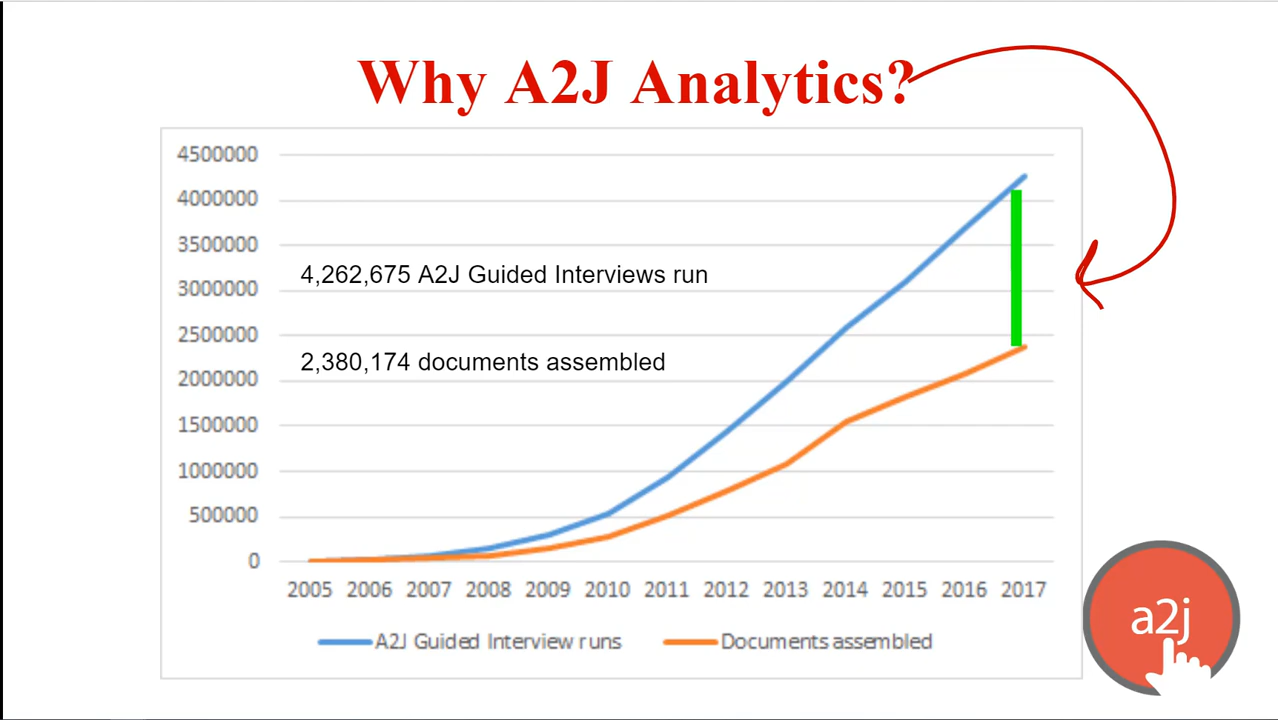 Why A2J Analytics?
4500000
4000000
3500000
4,262,675 A2J Guided Interviews run
3000000
2500000
2,380,174 documents assembled
2000000
1500000
1000000
500000
0
2005 2006 2007 2008 2009 2010 2011 2012 2013 2014 2015 2016 2017
A2J Guided Interview runs Documents assembled
a2j